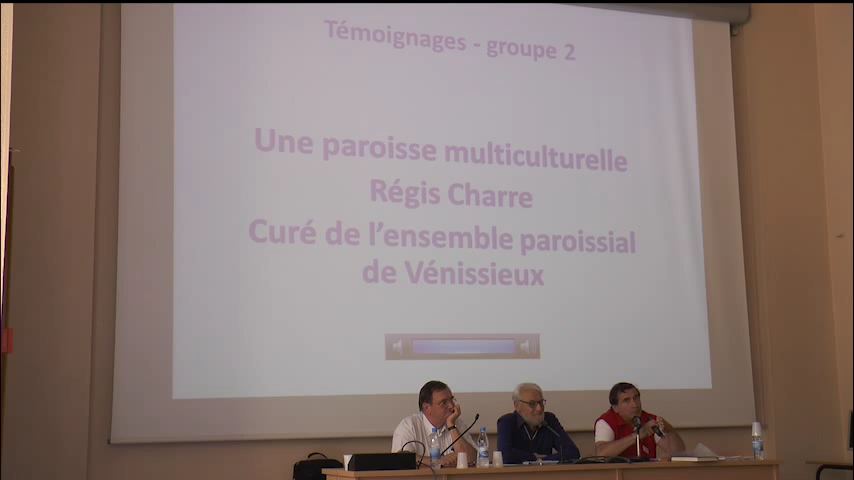 Témoignages - groupe 2
Une paroisse multiculturelle
Régis Charre
Curé de l'ensemble paroissial
de Vénissieux